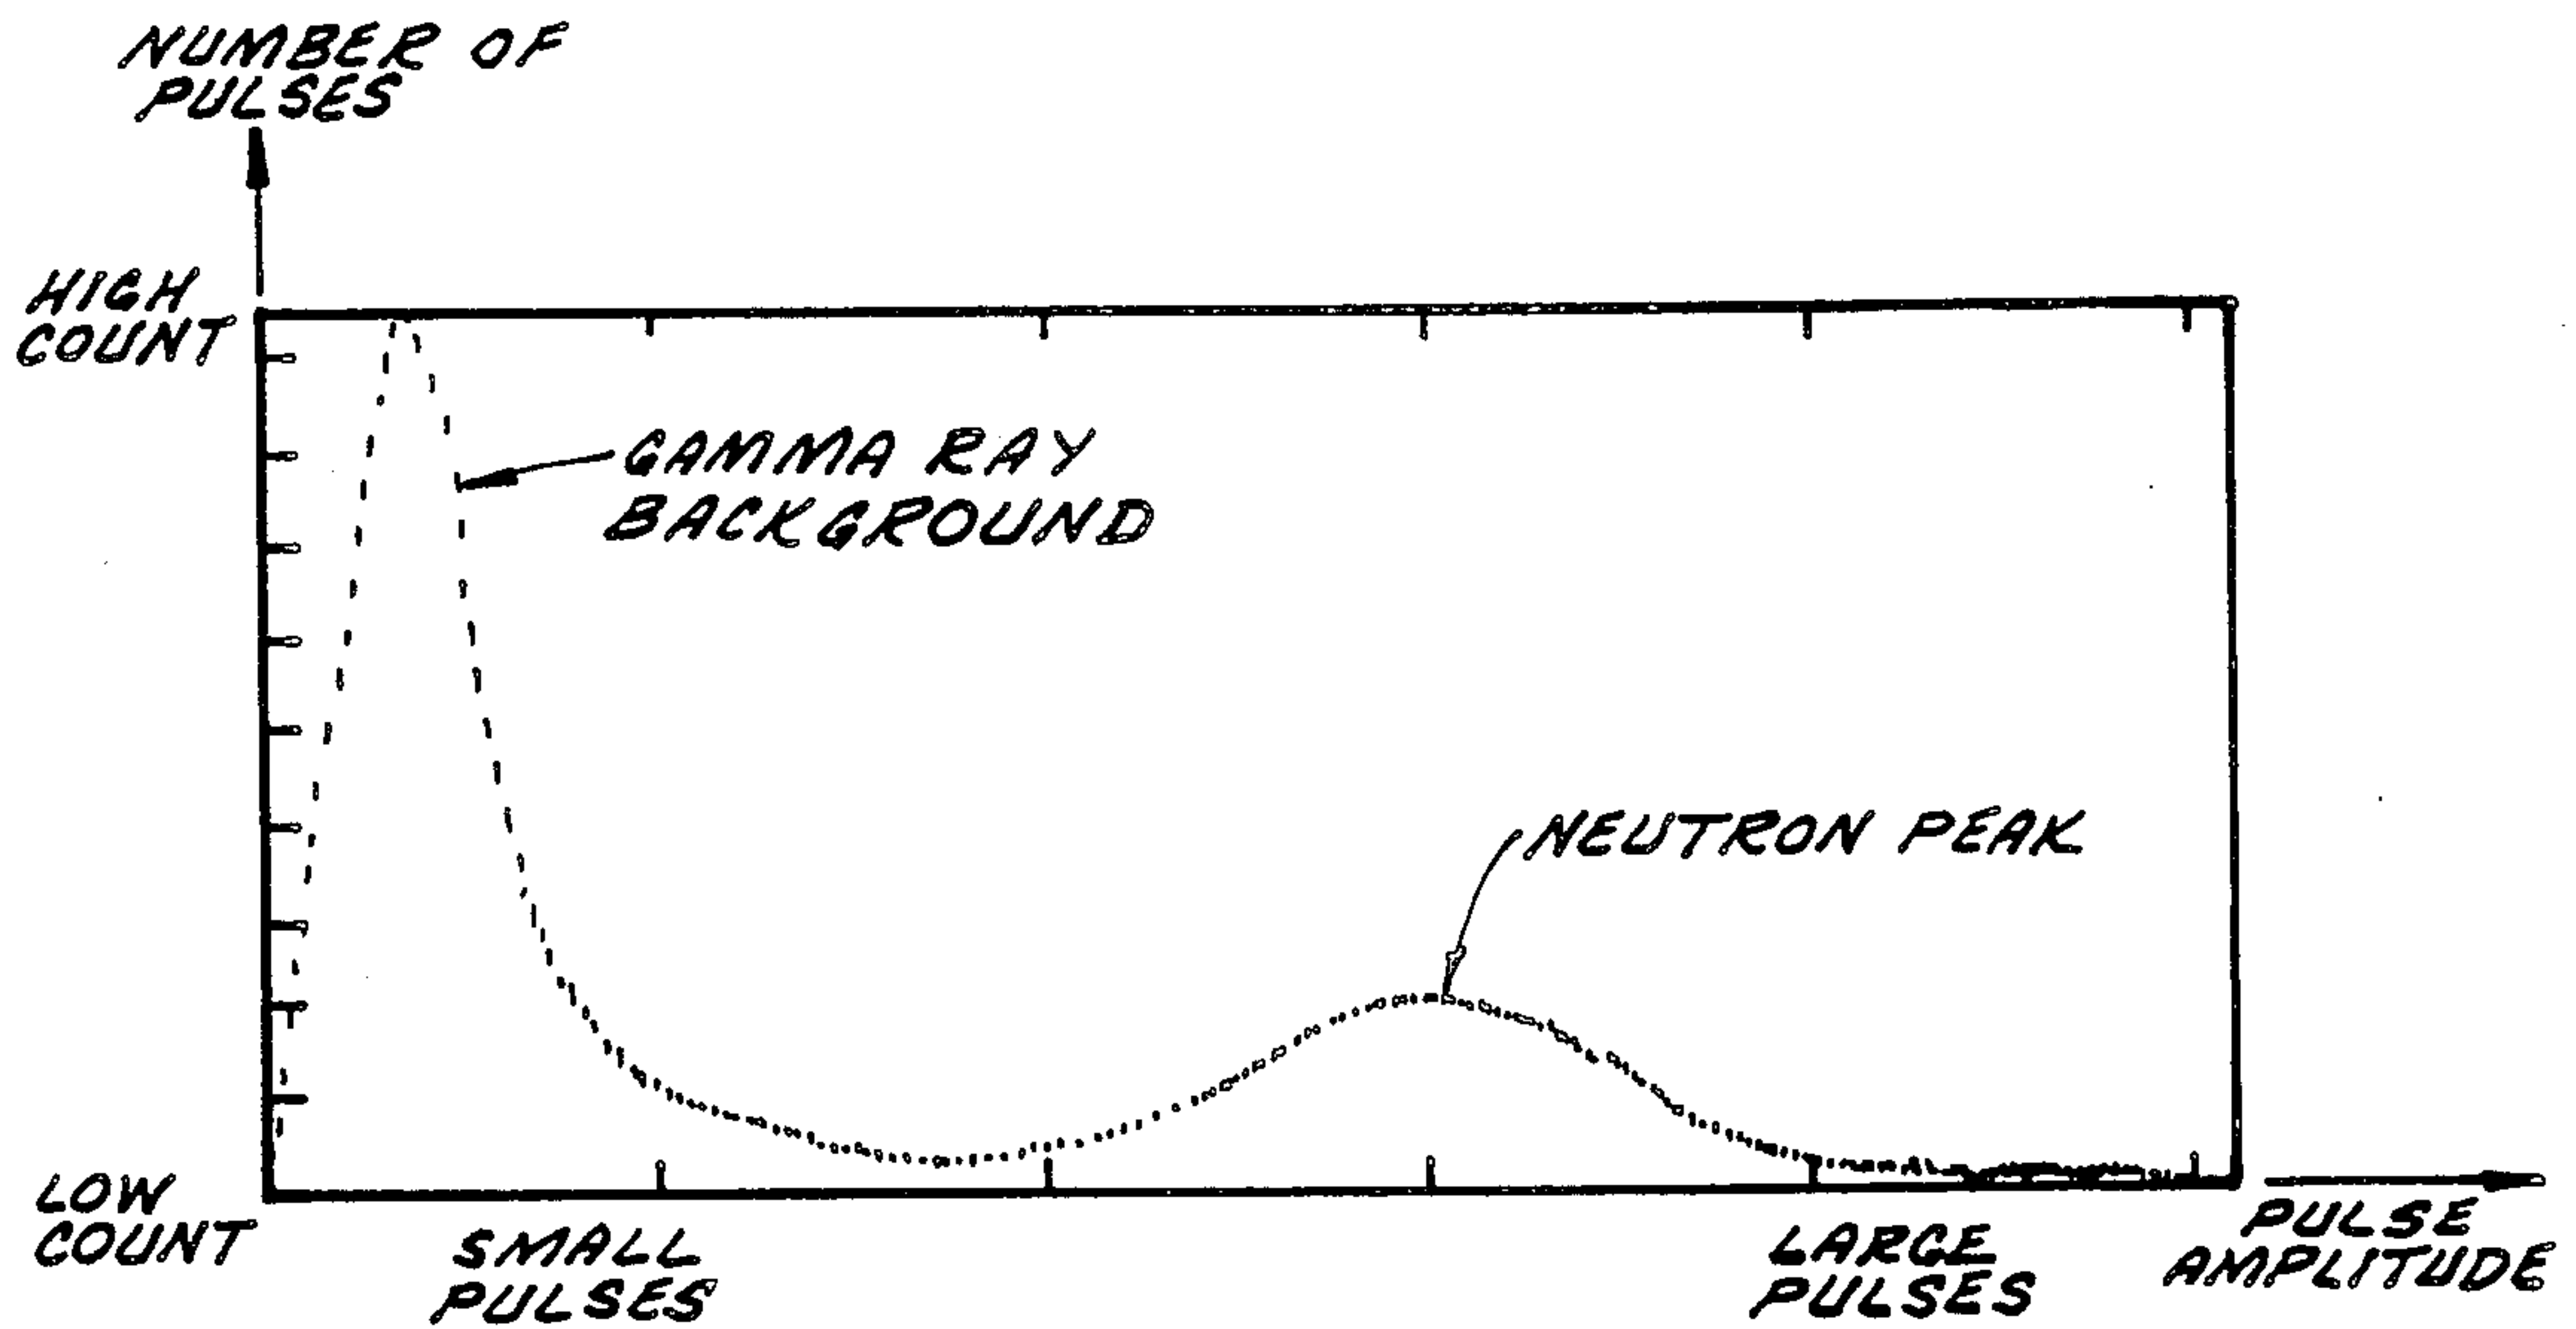 NUMBER OF
PULSES
HIGH
COUNT
GAMMA RAY
BACKGROUND
NEUTRON PEAK
LOW
COUNT
SMALL
PULSES
LARGE
PULSES
PULSE
AMPLITUDE